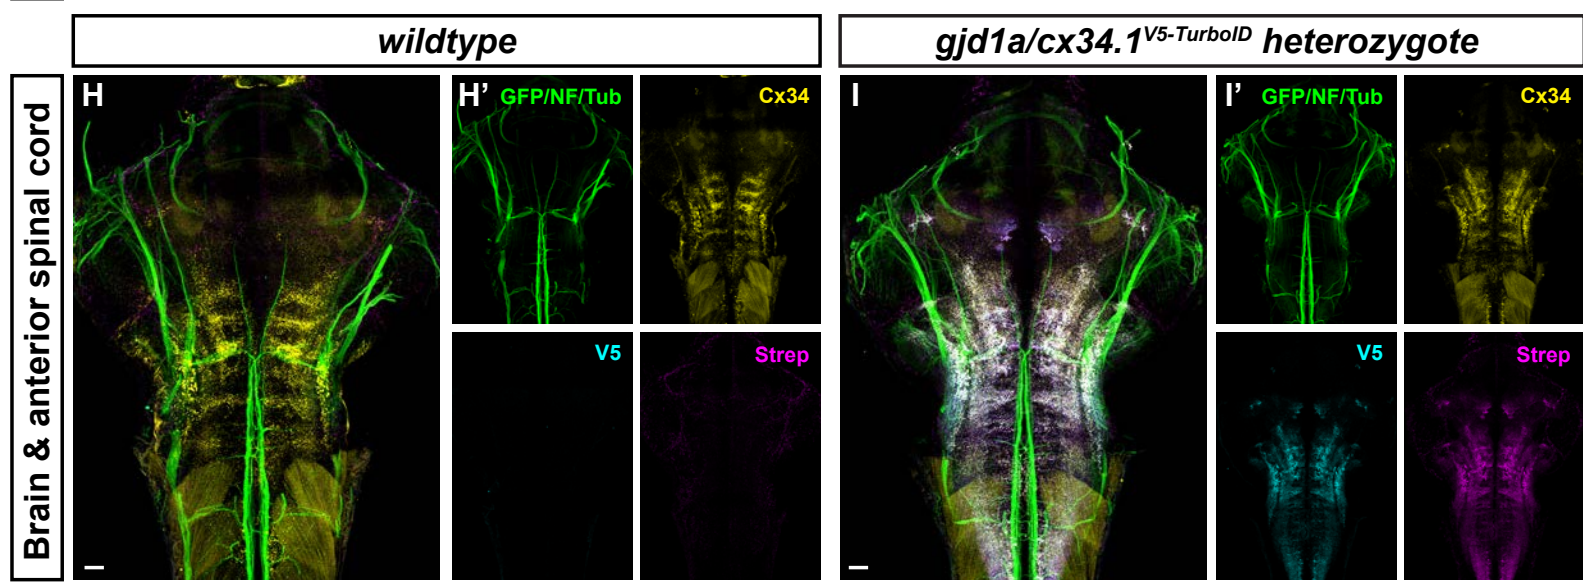 wildtype
gjd1a/cx34.1V5-TurboID heterozygote
Brain & anterior spinal cord
H
H’ GFP/NF/Tub
Cx34
V5
Strep
I
I’ GFP/NF/Tub
Cx34
V5
Strep